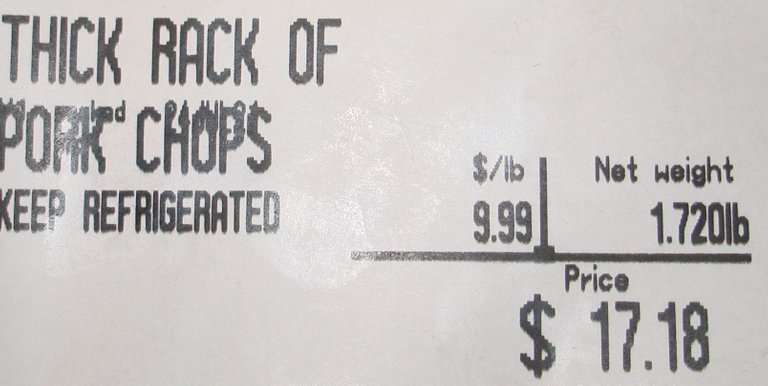 THICK RACK OF
PORK CHOPS
KEEP REFRIGERATED
$/lb Net weight
9.99 1.720lb
Price
$ 17.18